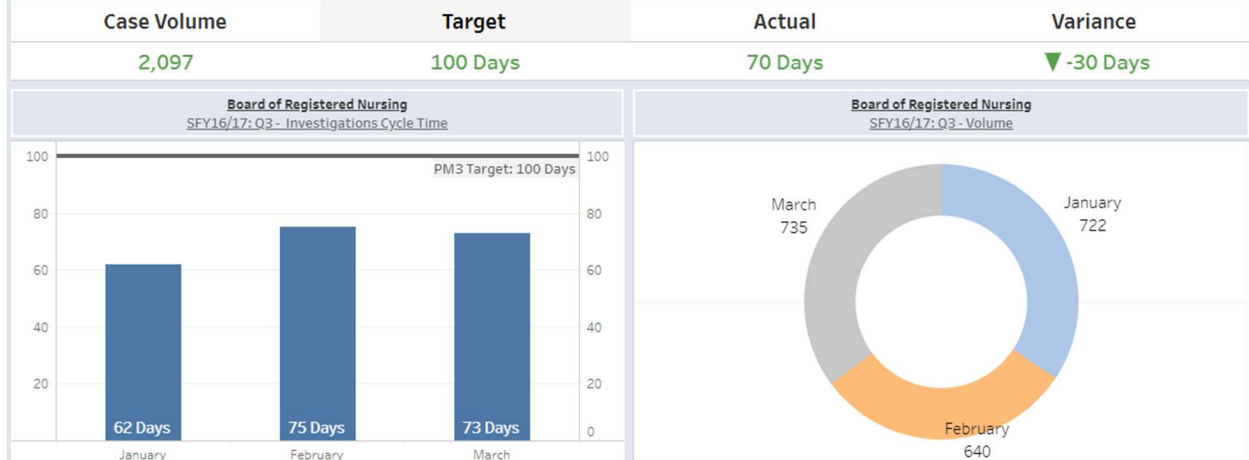 Case Volume Target Actual Variance
2,097 100 Days 70 Days ▼ -30 Days
Board of Registered Nursing
SFY16/17: Q3 - Investigations Cycle Time
100 100
PM3 Target: 100 Days
80 80
60 60
40 40
20 20
62 Days 75 Days 73 Days 0
January February March
Board of Registered Nursing
SFY16/17: Q3 - Volume
March
735
January
722
February
640